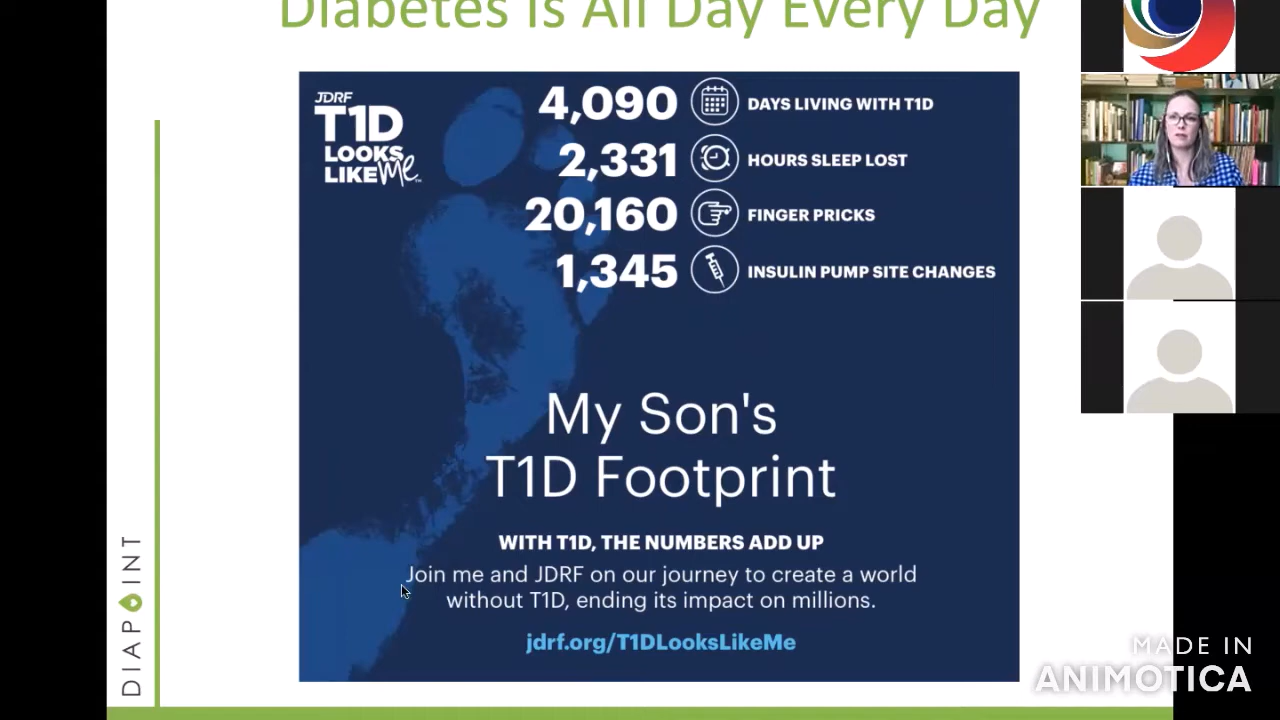 Diabetes Is All Day Every Day
JDRF
T1D
LOOKS
LIKE Me™
4,090 DAYS LIVING WITH T1D
2,331 HOURS SLEEP LOST
20,160 FINGER PRICKS
1,345 INSULIN PUMP SITE CHANGES
My Son's
T1D Footprint
WITH T1D, THE NUMBERS ADD UP
Join me and JDRF on our journey to create a world
without T1D, ending its impact on millions.
jdrf.org/T1DLooksLikeMe
DIAPOINT
MADE IN
ANIMOTICA